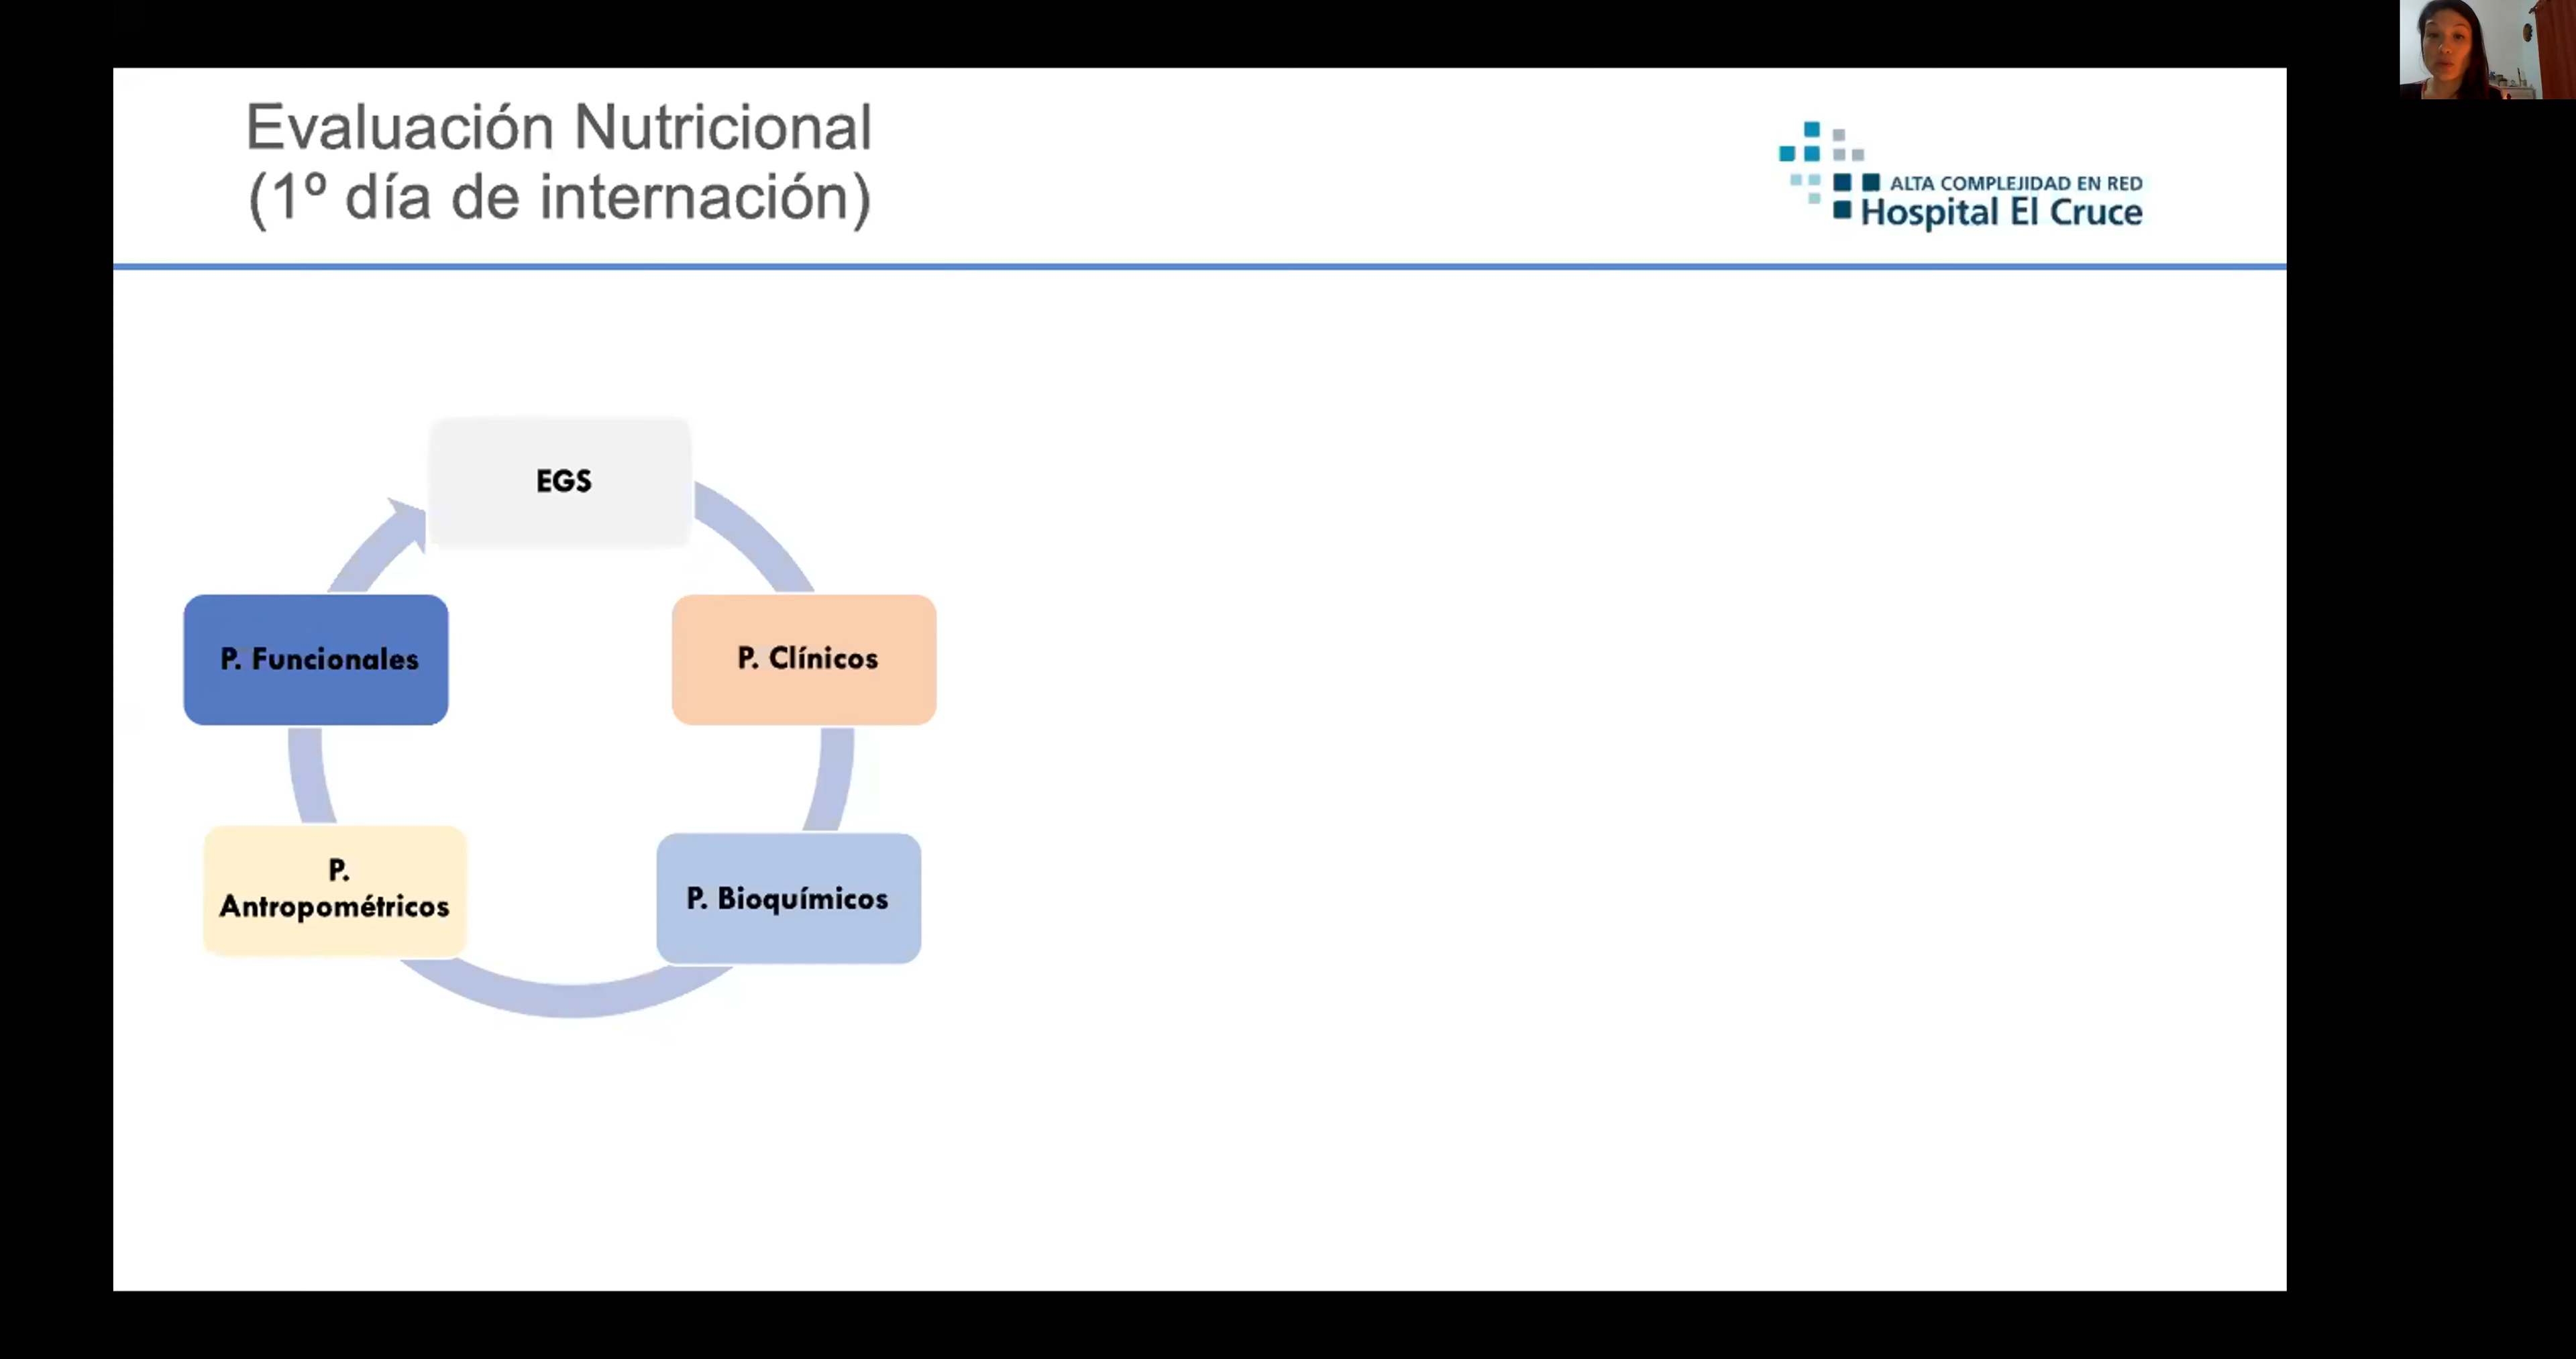 Evaluación Nutricional
(1º día de internación)
ALTA COMPLEJIDAD EN RED
Hospital El Cruce
EGS
P. Funcionales
P. Clínicos
P.
Antropométricos
P. Bioquímicos